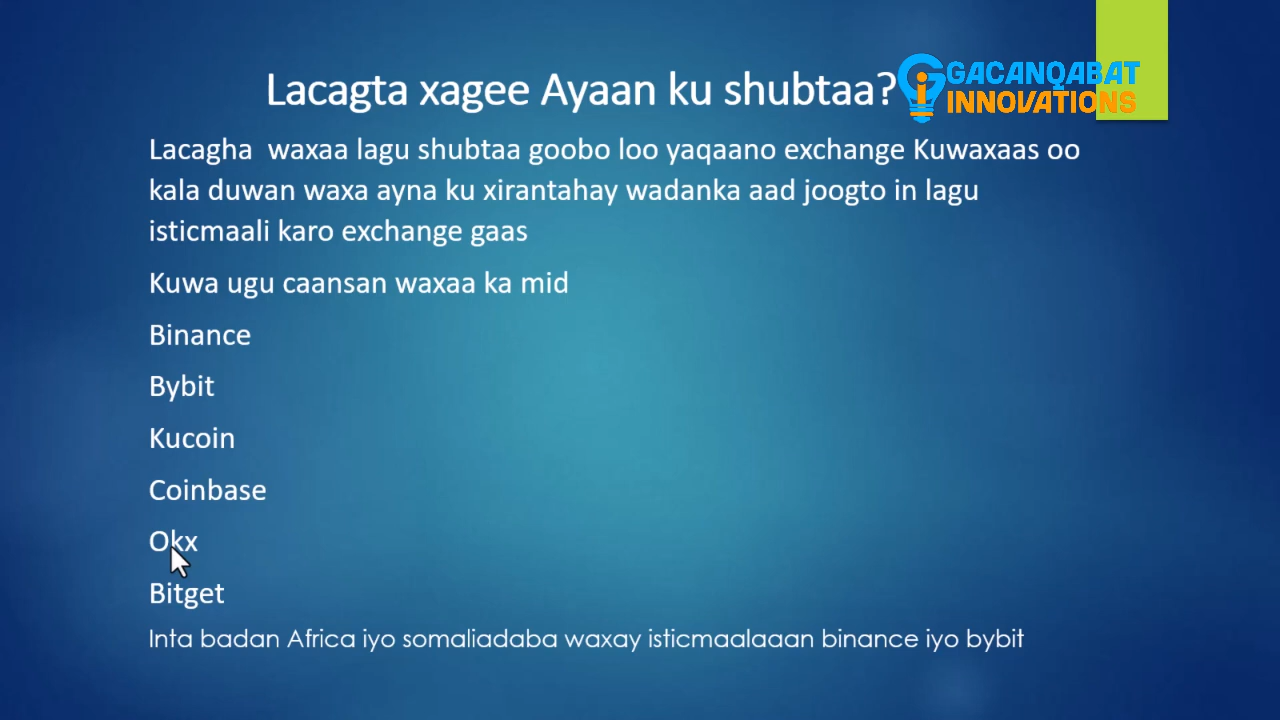 Lacagta xagee Ayaan ku shubtaa?
GACANQABAT
INNOVATIONS
Lacagha waxaa lagu shubtaa goobo loo yaqaano exchange Kuwaxaas oo
kala duwan waxa ayna ku xirantahay wadanka aad joogto in lagu
isticmaali karo exchange gaas
Kuwa ugu caansan waxaa ka mid
Binance
Bybit
Kucoin
Coinbase
Okx
Bitget
Inta badan Africa iyo somaliadaba waxay isticmaalaaan binance iyo bybit